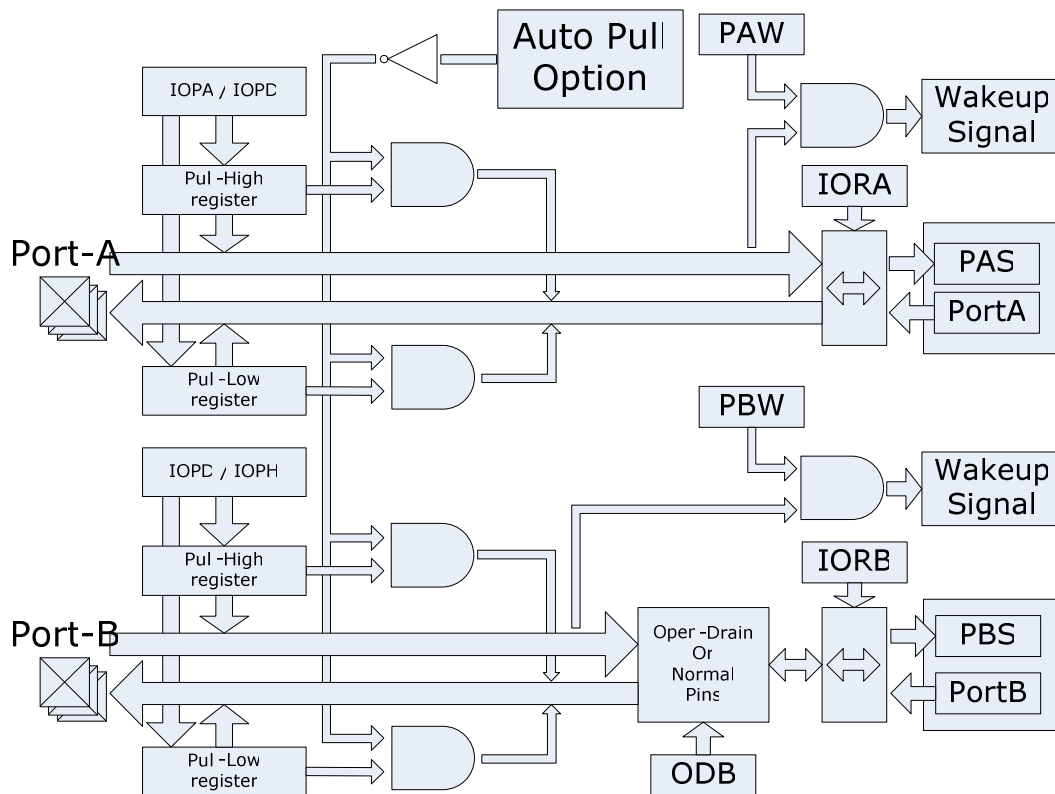 Auto Pull
Option
PAW
Wakeup
Signal
IOPA / IOPD
Pul -High
register
IORA
Port-A
PAS
PortA
Pul -Low
register
PBW
Wakeup
Signal
IOPD / IOPH
Pul -High
register
IORB
Port-B
Oper -Drain
Or
Normal
Pins
PBS
PortB
Pul -Low
register
ODB